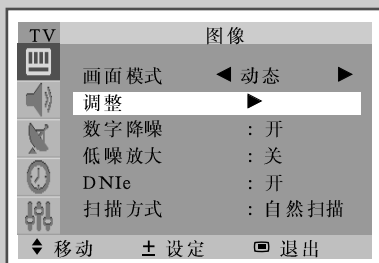 TV 图像
画面模式 ◀ 动态 ▶
调整 ▶
数字降噪 : 开
低噪放大 : 关
DNIe : 开
扫描方式 : 自然扫描
移动 ± 设定 退出